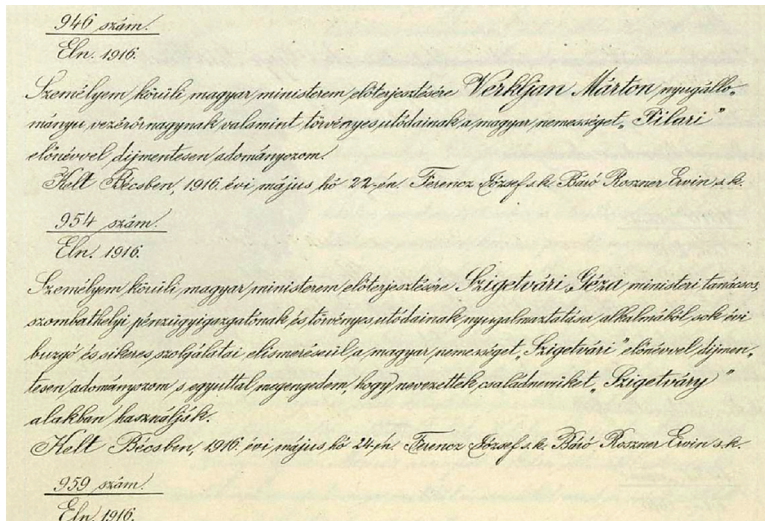 946 szám.
Eln. 1916.
Személyem körüli magyar ministerem előterjesztésére Verkljan Márton nyugállo-
mányu vezérőrnagynak valamint törvényes utódainak a magyar nemességet „Pilari”
előnévvel díjmentesen adományozom.
Kelt Bécsben, 1916. évi május hó 22-én. Ferencz József s.k. Báró Roszner Ervin s.k.
954 szám.
Eln. 1916.
Személyem körüli magyar ministerem előterjesztésére Szigetvári Géza ministeri tanácsos,
szombathelyi pénzügyigazgatónak és törvényes utódainak nyugalmaztatása alkalmából sok évi
buzgó és sikeres szolgálatai elismeréseül a magyar nemességet „Szigetvári” előnévvel díjmen-
tesen adományozom s egyuttal megengedem, hogy nevezettek családnevüket „Szigetváry”
alakban használják.
Kelt Bécsben, 1916. évi május hó 24-én. Ferencz József s.k. Báró Roszner Ervin s.k.
959 szám.
Eln. 1916.